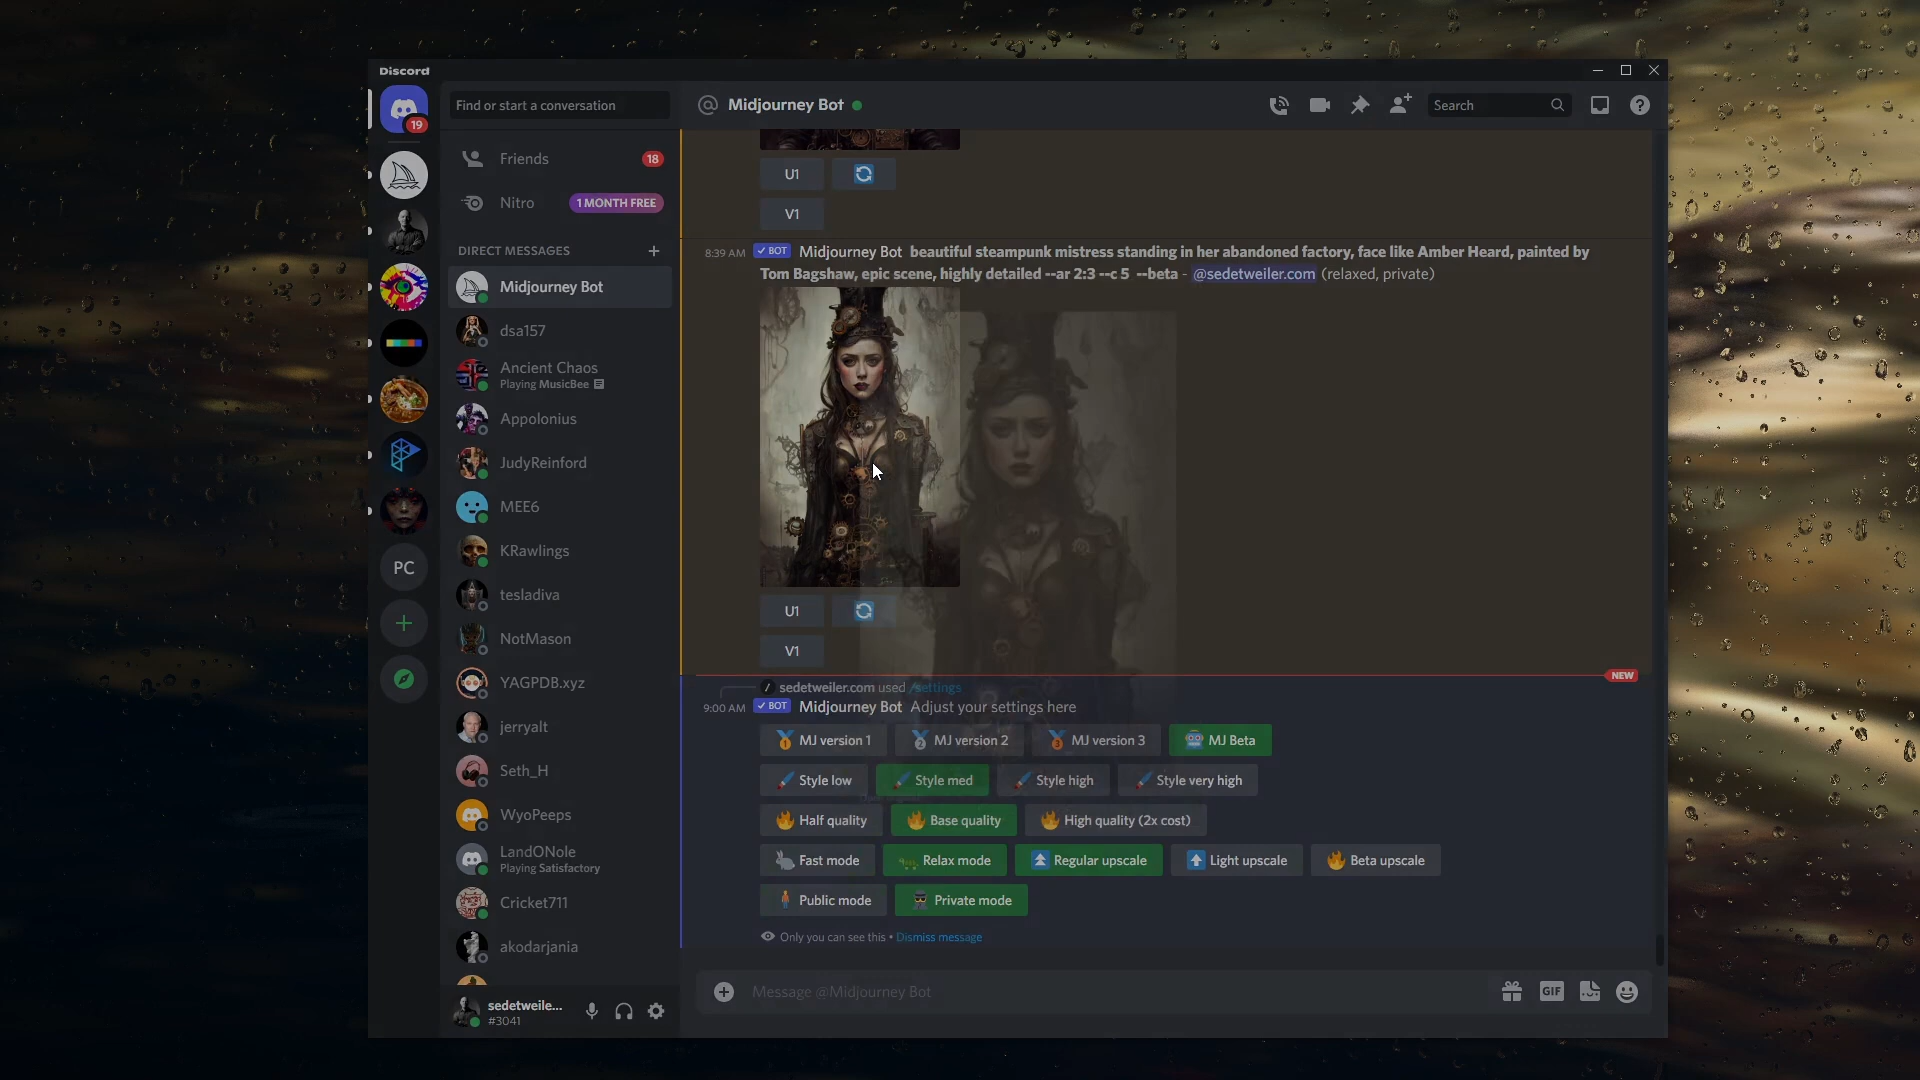 Discord
19
Find or start a conversation
Midjourney Bot
Search
Friends
18
Nitro
1 MONTH FREE
DIRECT MESSAGES
Midjourney Bot
dsa157
Ancient Chaos
Playing MusicBee
Appolonius
JudyReinford
MEE6
KRawlings
tesladiva
NotMason
YAGPDB.xyz
jerryalt
Seth_H
WyoPeeps
LandONole
Playing Satisfactory
Cricket711
akodarjania
PC
sedetweile...
#3041
U1
V1
8:39 AM ✓ BOT Midjourney Bot beautiful steampunk mistress standing in her abandoned factory, face like Amber Heard, painted by
Tom Bagshaw, epic scene, highly detailed --ar 2:3 --c 5 --beta - @sedetweiler.com (relaxed, private)
U1
V1
NEW
/ sedetweiler.com used /settings
9:00 AM ✓ BOT Midjourney Bot Adjust your settings here
MJ version 1 MJ version 2 MJ version 3 MJ Beta
Style low Style med Style high Style very high
Half quality Base quality High quality (2x cost)
Fast mode Relax mode Regular upscale Light upscale Beta upscale
Public mode Private mode
Only you can see this • Dismiss message
Message @Midjourney Bot
GIF